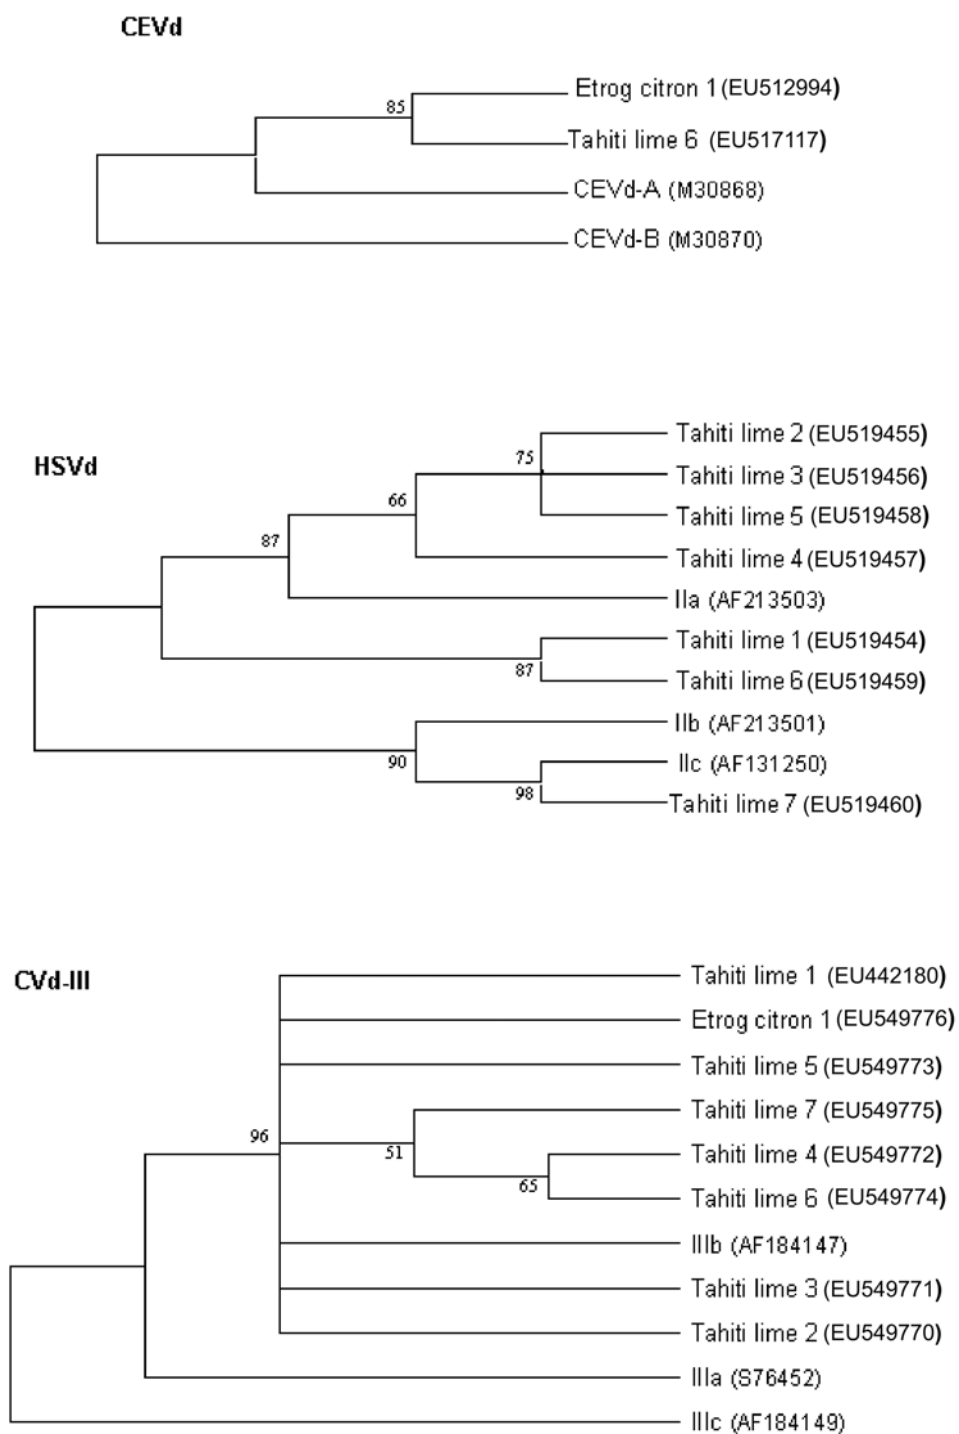 CEVd
Etrog citron 1 (EU512994)
85
Tahiti lime 6 (EU517117)
CEVd-A (M30868)
CEVd-B (M30870)
HSVd
Tahiti lime 2 (EU519455)
75
Tahiti lime 3 (EU519456)
66
Tahiti lime 5 (EU519458)
87
Tahiti lime 4 (EU519457)
IIa (AF213503)
Tahiti lime 1 (EU519454)
87
Tahiti lime 6 (EU519459)
IIb (AF213501)
90
IIc (AF131250)
98
Tahiti lime 7 (EU519460)
CVd-III
Tahiti lime 1 (EU442180)
Etrog citron 1 (EU549776)
Tahiti lime 5 (EU549773)
Tahiti lime 7 (EU549775)
96
51
Tahiti lime 4 (EU549772)
65
Tahiti lime 6 (EU549774)
IIIb (AF184147)
Tahiti lime 3 (EU549771)
Tahiti lime 2 (EU549770)
IIIa (S76452)
IIIc (AF184149)